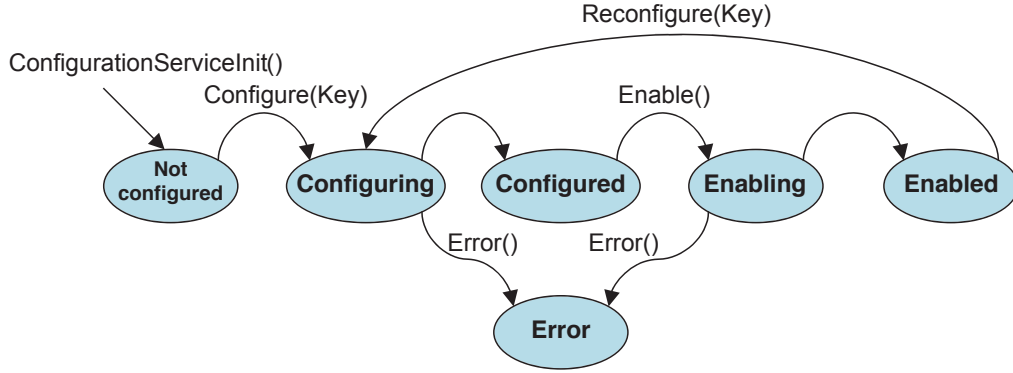 Reconfigure(Key)
ConfigurationServiceInit()
Configure(Key)
Enable()
Not
configured
Configuring
Configured
Enabling
Enabled
Error()
Error()
Error